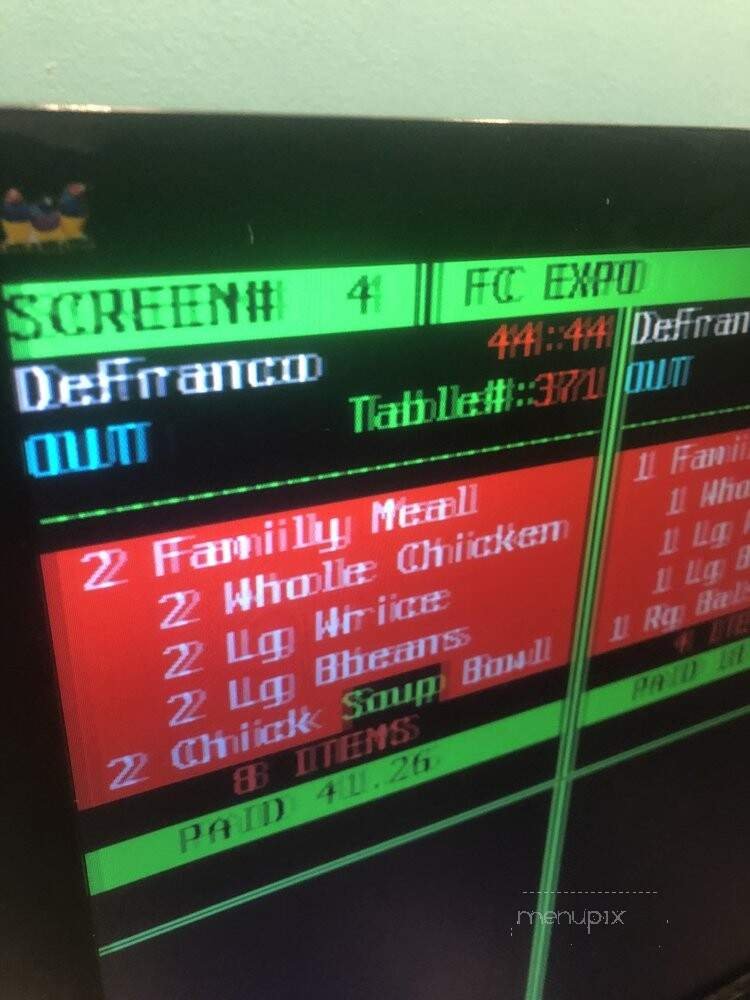 SCREEN# 4
FC EXPO
DeFranco
44:44
OUT
Table#:371
2 Family Meal
2 Whole Chicken
2 Lg Wrice
2 Lg Bbeans
2 Chick Soup Bowl
8 ITEMS
PAID 41.26
DeFran
OUT
1 Famil
1 Who
1 Lg
1 Lg B
1 Rg
ITE
PAID
menupix